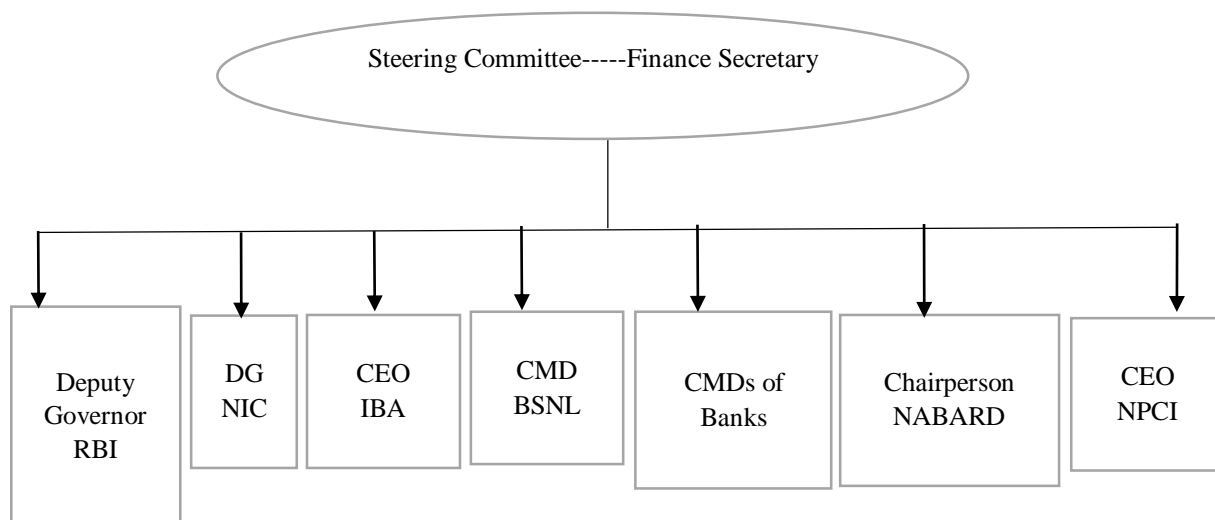 Steering Committee-----Finance Secretary
Deputy
Governor
RBI
DG
NIC
CEO
IBA
CMD
BSNL
CMDs of
Banks
Chairperson
NABARD
CEO
NPCI